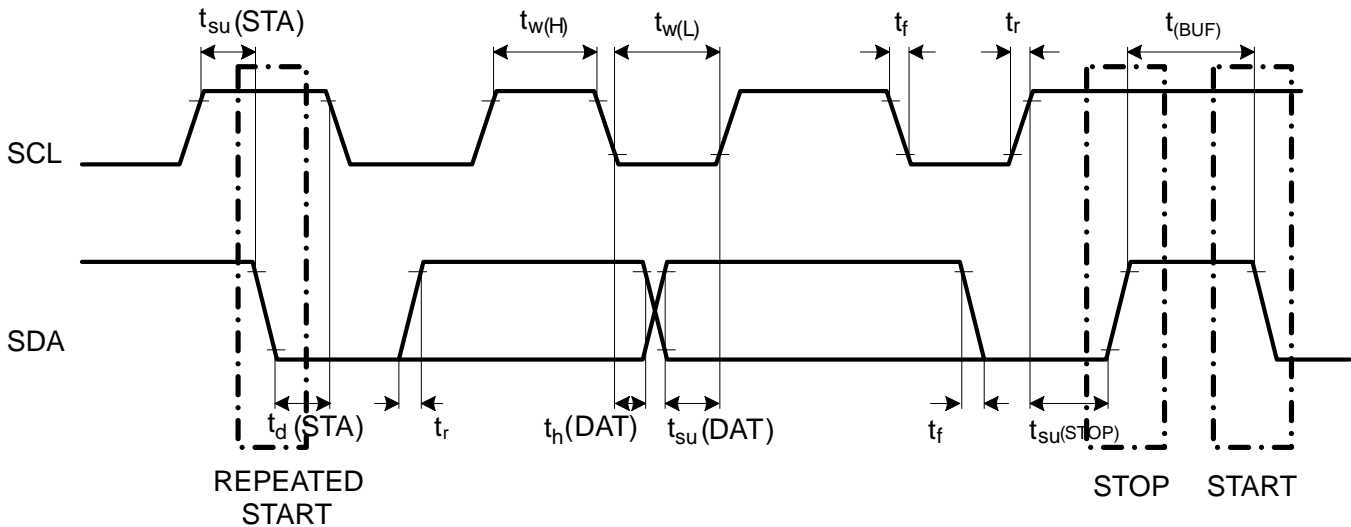 tsu(STA)
tw(H)
tw(L)
tf
tr
t(BUF)
SCL
SDA
td(STA)
tr
th(DAT)
tsu(DAT)
tf
tsu(STOP)
REPEATED
START
STOP
START